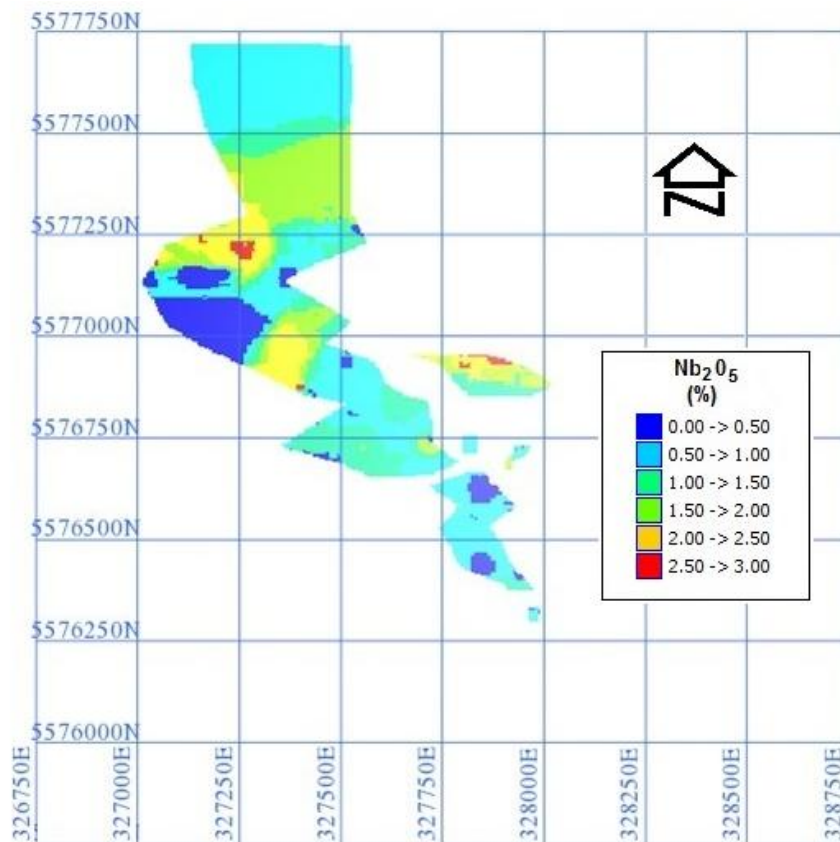 5577750N
5577500N
5577250N
5577000N
5576750N
5576500N
5576250N
5576000N
N
Nb₂O₅
(%)
0.00 -> 0.50
0.50 -> 1.00
1.00 -> 1.50
1.50 -> 2.00
2.00 -> 2.50
2.50 -> 3.00
326750E
327000E
327250E
327500E
327750E
328000E
328250E
328500E
328750E